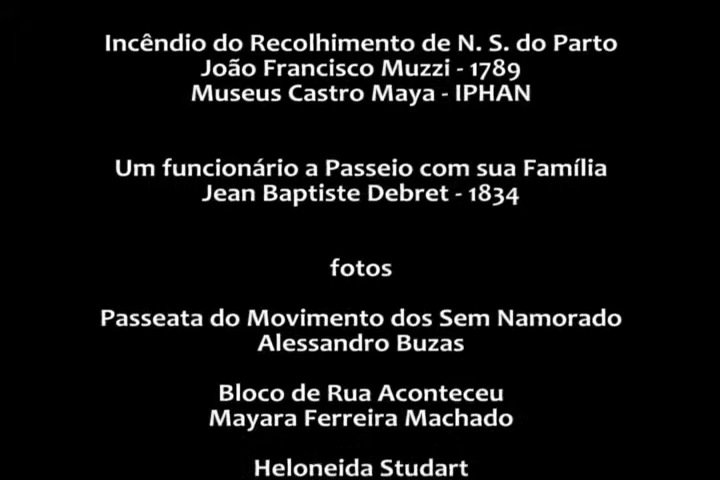 Incêndio do Recolhimento de N. S. do Parto
João Francisco Muzzi - 1789
Museus Castro Maya - IPHAN
Um funcionário a Passeio com sua Família
Jean Baptiste Debret - 1834
fotos
Passeata do Movimento dos Sem Namorado
Alessandro Buzas
Bloco de Rua Aconteceu
Mayara Ferreira Machado
Heloneida Studart